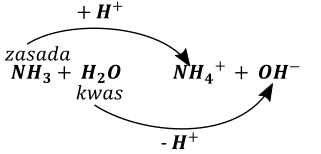 + H⁺
zasada
NH₃ + H₂O NH₄⁺ + OH⁻
kwas
- H⁺